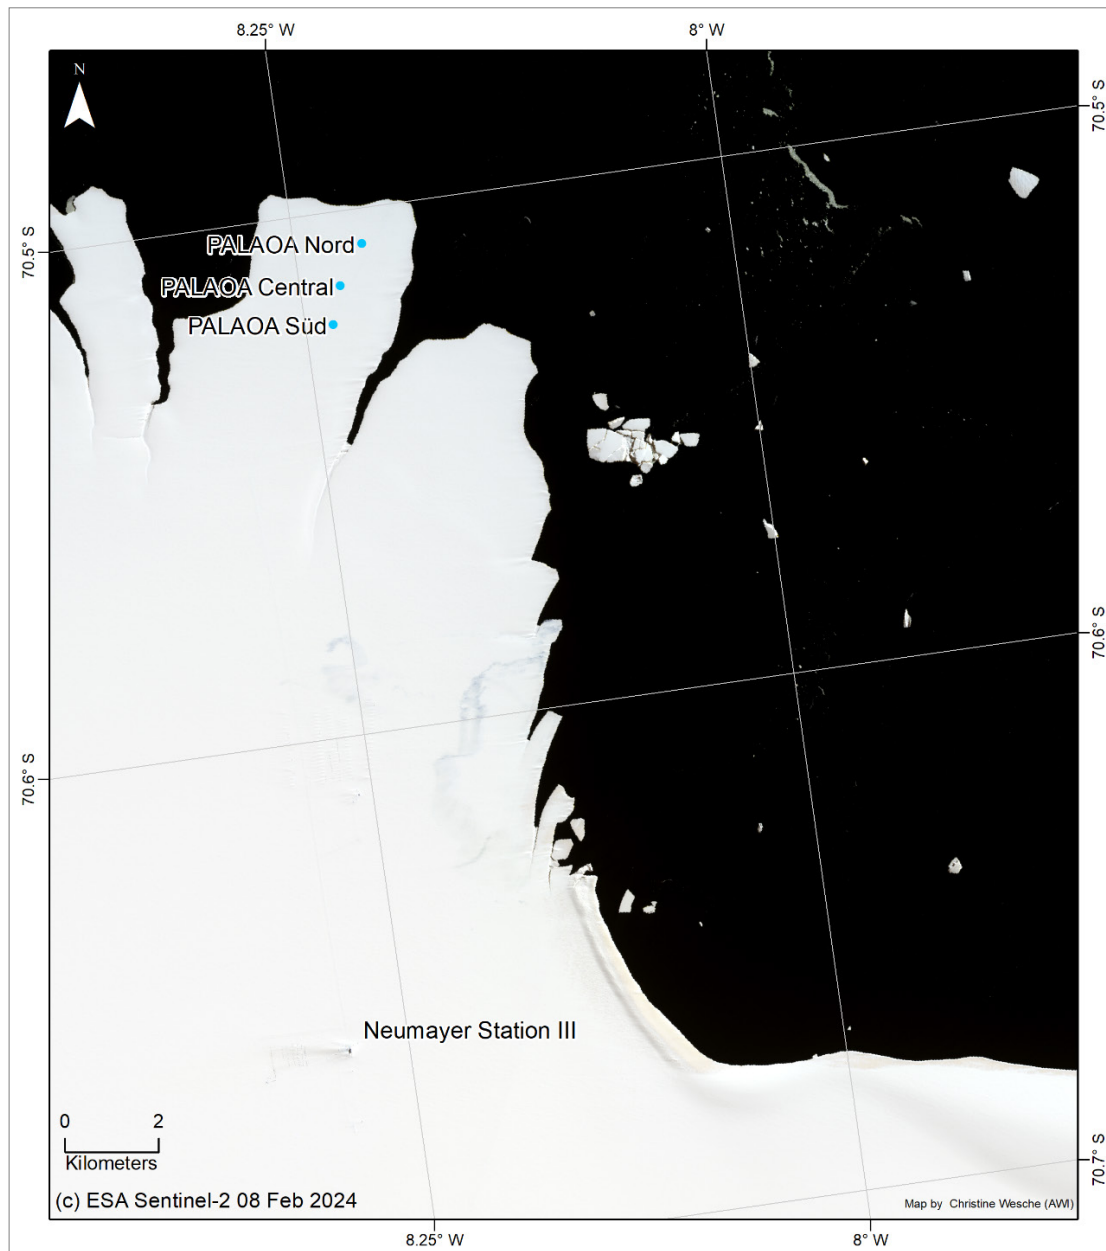 8.25° W
8° W
N
70.5° S
70.5° S
PALAOA Nord
PALAOA Central
PALAOA Süd
70.6° S
70.6° S
Neumayer Station III
0 2
Kilometers
70.7° S
(c) ESA Sentinel-2 08 Feb 2024
Map by Christine Wesche (AWI)
8.25° W
8° W